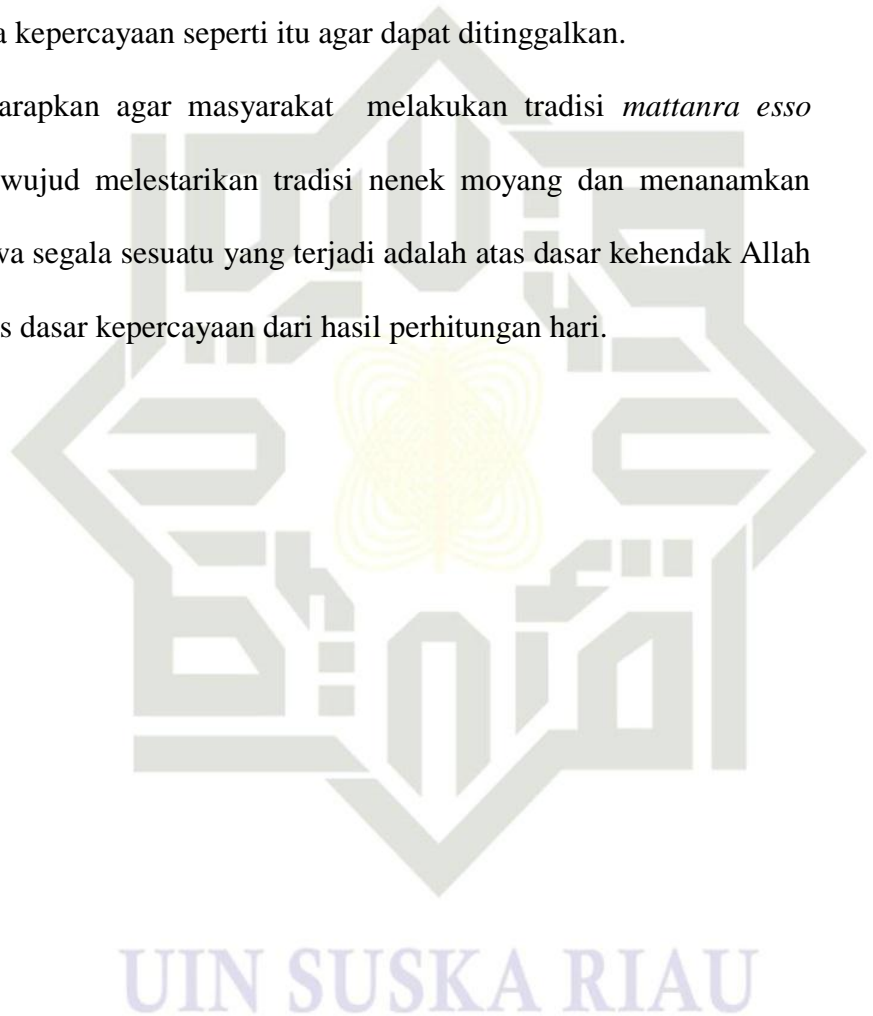 a kepercayaan seperti itu agar dapat ditinggalkan.
arapkan agar masyarakat melakukan tradisi mattanra esso
wujud melestarikan tradisi nenek moyang dan menanamkan
va segala sesuatu yang terjadi adalah atas dasar kehendak Allah
s dasar kepercayaan dari hasil perhitungan hari.
UIN SUSKA RIAU